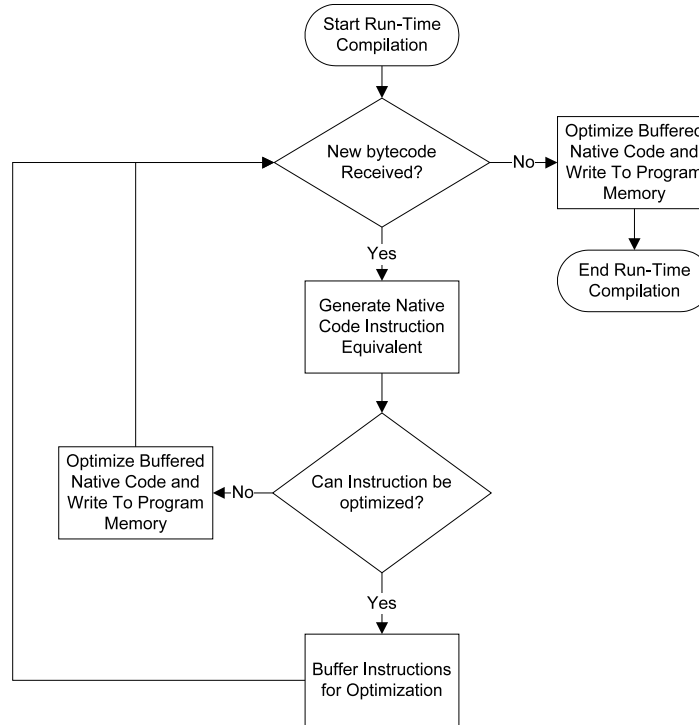 Start Run-Time
Compilation
New bytecode
Received?
No
Optimize Buffered
Native Code and
Write To Program
Memory
End Run-Time
Compilation
Yes
Generate Native
Code Instruction
Equivalent
Can Instruction be
optimized?
No
Optimize Buffered
Native Code and
Write To Program
Memory
Yes
Buffer Instructions
for Optimization